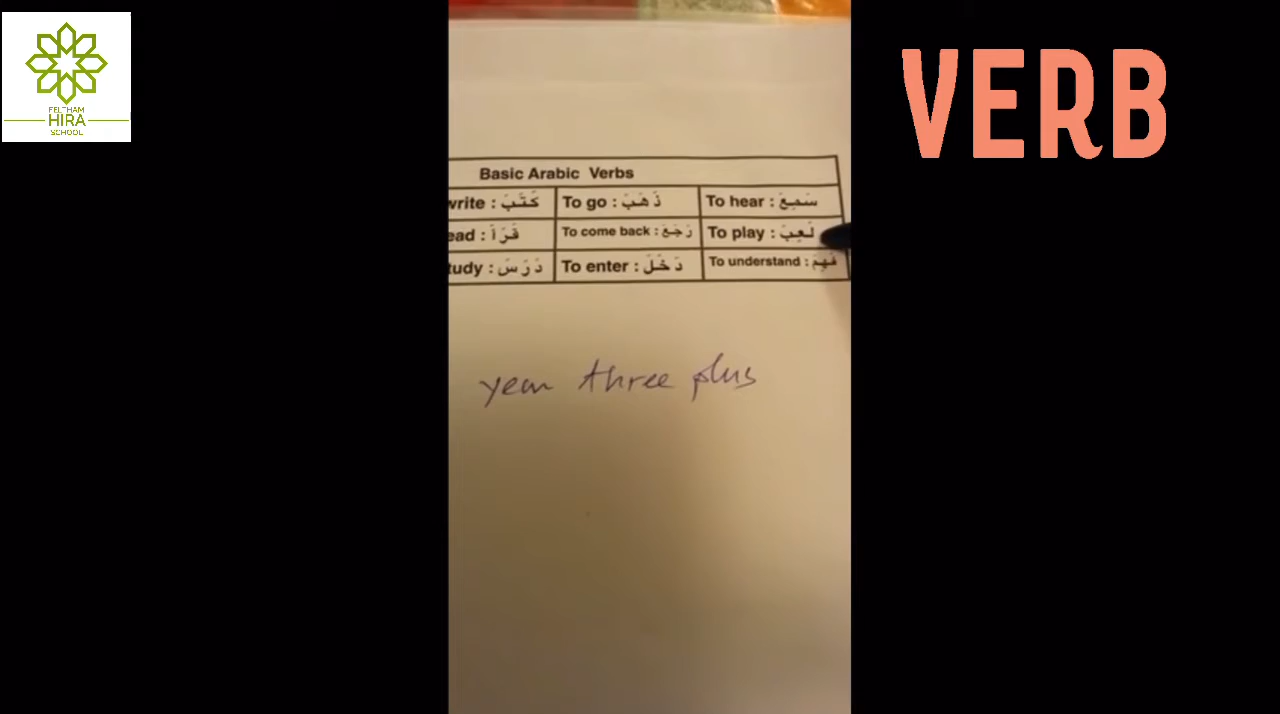 FELTHAM
HIRA
SCHOOL
VERB
Basic Arabic Verbs
write : كَتَبَ To go : ذَهَبَ To hear : سَمِعَ
ead : قَرَأَ To come back : رَجَعَ To play : لَعِبَ
tudy : دَرَسَ To enter : دَخَلَ To understand : فَهِمَ
year three plus